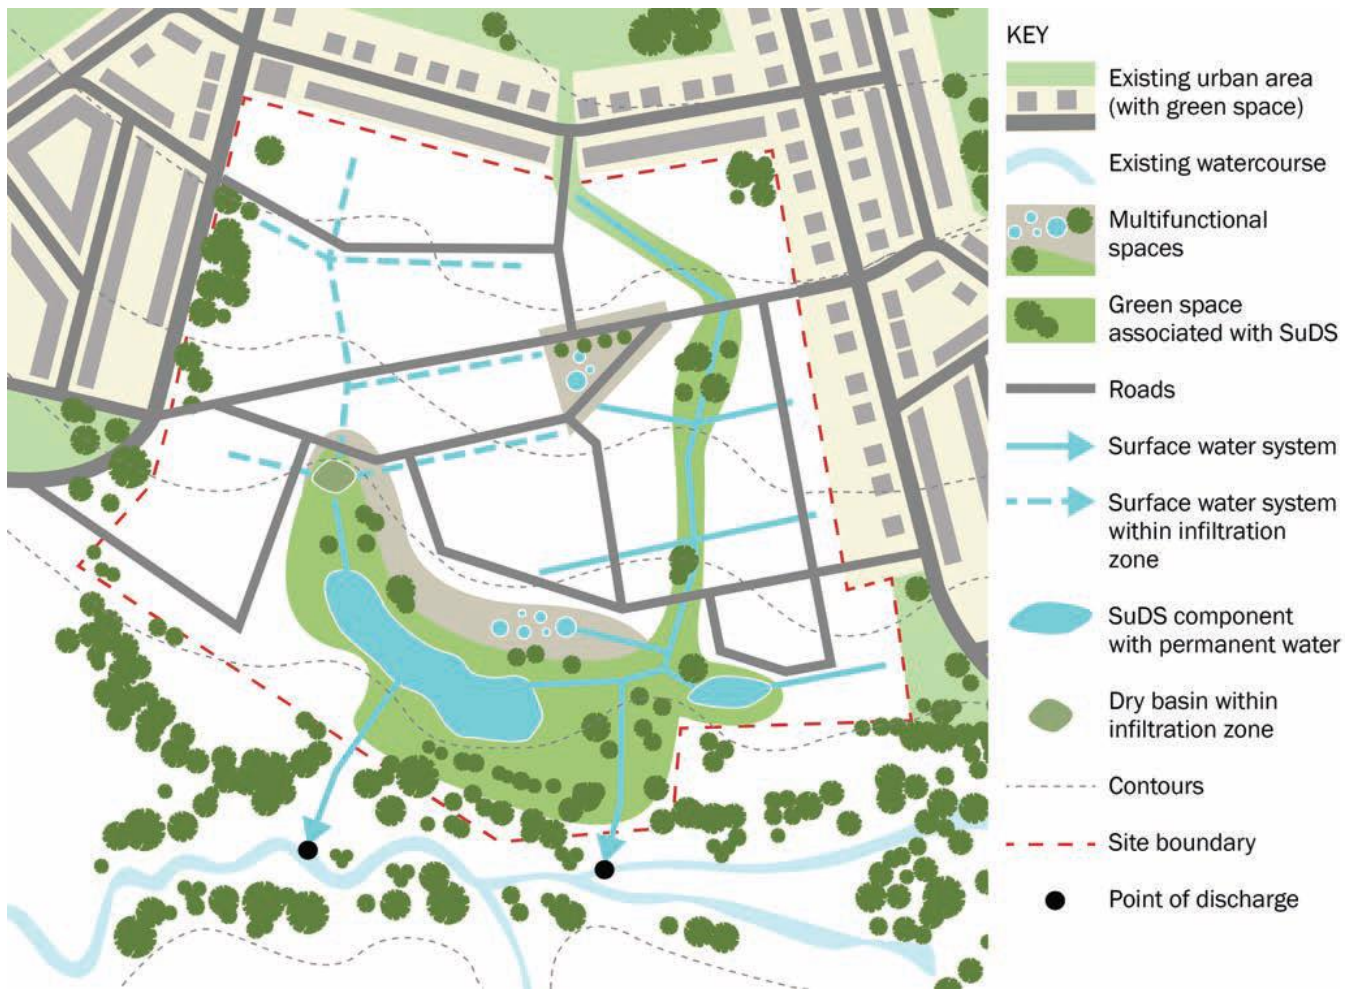 KEY
Existing urban area
(with green space)
Existing watercourse
Multifunctional
spaces
Green space
associated with SuDS
Roads
Surface water system
Surface water system
within infiltration
zone
SuDS component
with permanent water
Dry basin within
infiltration zone
Contours
Site boundary
Point of discharge